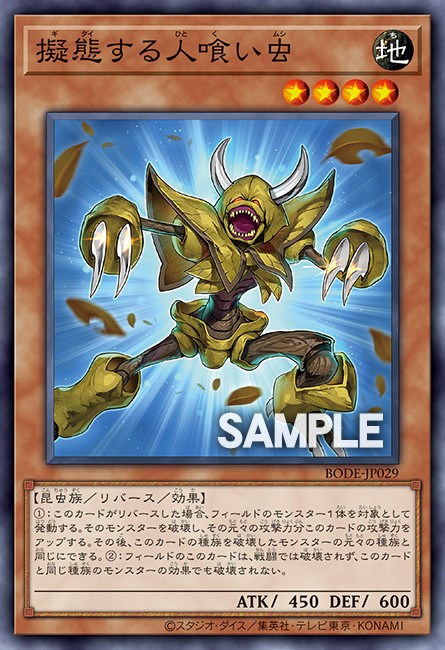 擬態する人喰い虫
地
SAMPLE
BODE-JP029
【昆虫族／リバース／効果】
①：このカードがリバースした場合、フィールドのモンスター1体を対象として
発動する。そのモンスターを破壊し、その元々の攻撃力分このカードの攻撃力を
アップする。その後、このカードの種族を破壊したモンスターの元々の種族と
同じにできる。②：フィールドのこのカードは、戦闘では破壊されず、このカード
と同じ種族のモンスターの効果でも破壊されない。
ATK/ 450 DEF/ 600
©スタジオ・ダイス／集英社・テレビ東京・KONAMI